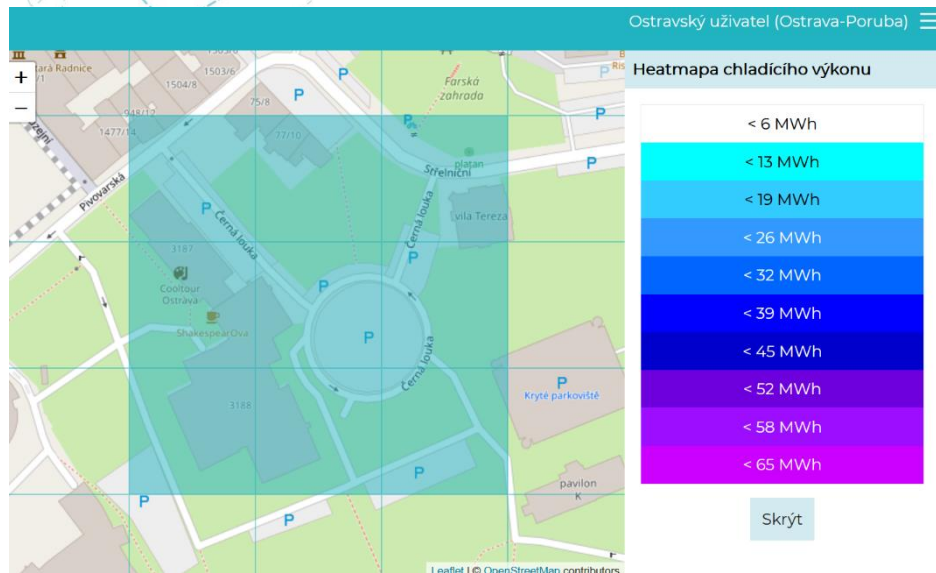 Ostravský uživatel (Ostrava-Poruba)
Heatmapa chladícího výkonu
< 6 MWh
< 13 MWh
< 19 MWh
< 26 MWh
< 32 MWh
< 39 MWh
< 45 MWh
< 52 MWh
< 58 MWh
< 65 MWh
Skrýt
+
−
Radnice
1503/6
1504/8
75/8
77/10
948/12
1477/14
P
P
P
P
P
Farská
zahrada
platan
Střelniční
Pivovarská
P
Černá louka
Černá louka
vila Tereza
P
P
3187
Cooltour
Ostrava
ShakespearOva
P
Černá louka
3188
P
Kryté parkoviště
P
P
P
pavilon
K
Leaflet | © OpenStreetMap contributors